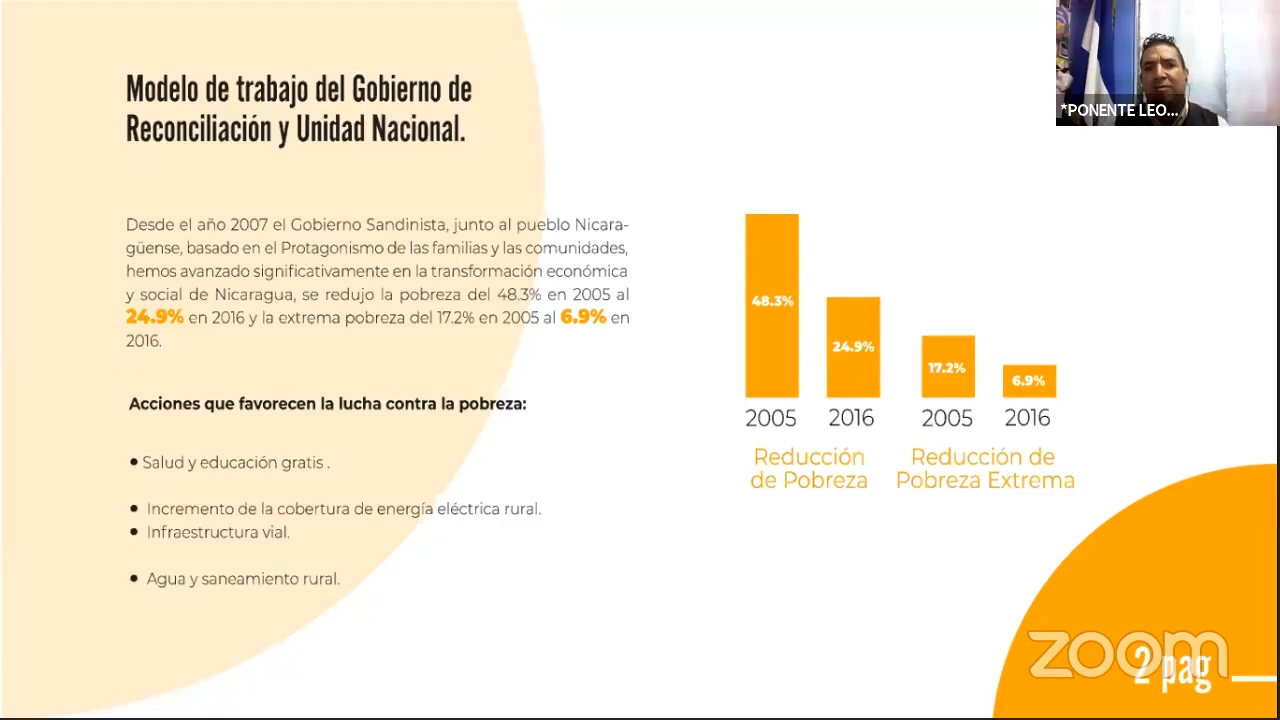 Modelo de trabajo del Gobierno de
Reconciliación y Unidad Nacional.
*PONENTE LEO...
Desde el año 2007 el Gobierno Sandinista, junto al pueblo Nicara-
güense, basado en el Protagonismo de las familias y las comunidades,
hemos avanzado significativamente en la transformación económica
y social de Nicaragua, se redujo la pobreza del 48.3% en 2005 al
24.9% en 2016 y la extrema pobreza del 17.2% en 2005 al 6.9% en
2016.
Acciones que favorecen la lucha contra la pobreza:
● Salud y educación gratis .
● Incremento de la cobertura de energía eléctrica rural.
● Infraestructura vial.
● Agua y saneamiento rural.
48.3%
24.9%
17.2%
6.9%
2005 2016 2005 2016
Reducción
de Pobreza
Reducción de
Pobreza Extrema
zoom
2 pag